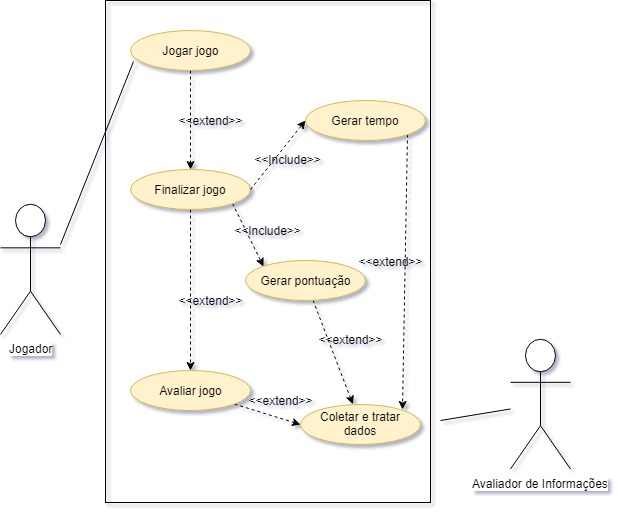 Jogar jogo
<<extend>>
Gerar tempo
<<Include>>
Finalizar jogo
<<Include>>
<<extend>>
Gerar pontuação
<<extend>>
<<extend>>
Jogador
Avaliar jogo
<<extend>>
Coletar e tratar
dados
Avaliador de Informações